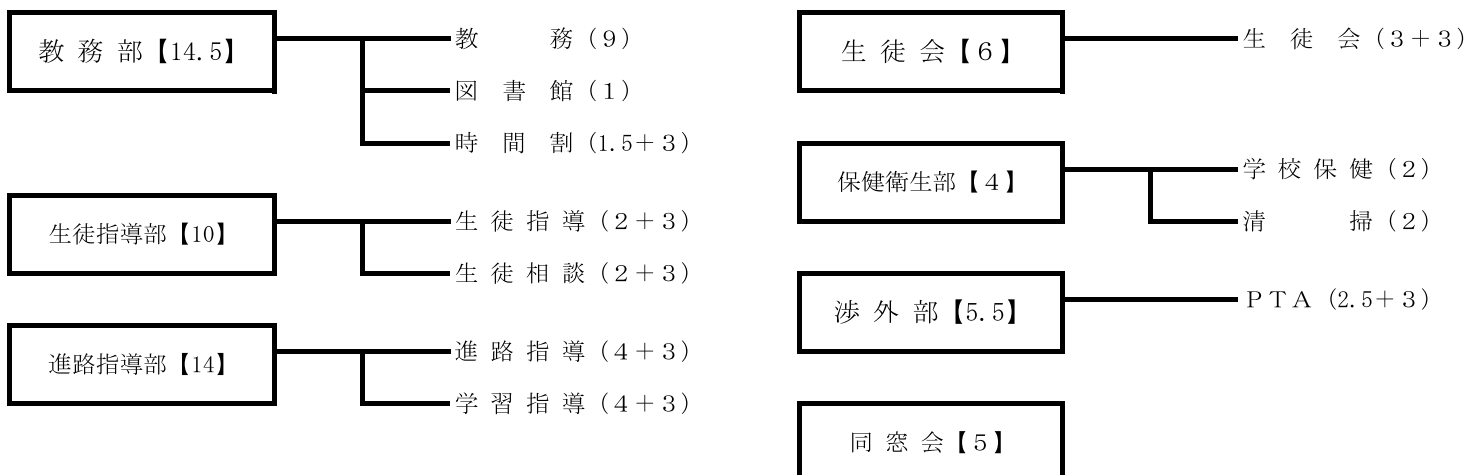 教務部【14.5】
教務（9）
図書館（1）
時間割（1.5＋3）
生徒指導部【10】
生徒指導（2＋3）
生徒相談（2＋3）
進路指導部【14】
進路指導（4＋3）
学習指導（4＋3）
生徒会【6】
生徒会（3＋3）
保健衛生部【4】
学校保健（2）
清掃（2）
渉外部【5.5】
PTA（2.5＋3）
同窓会【5】